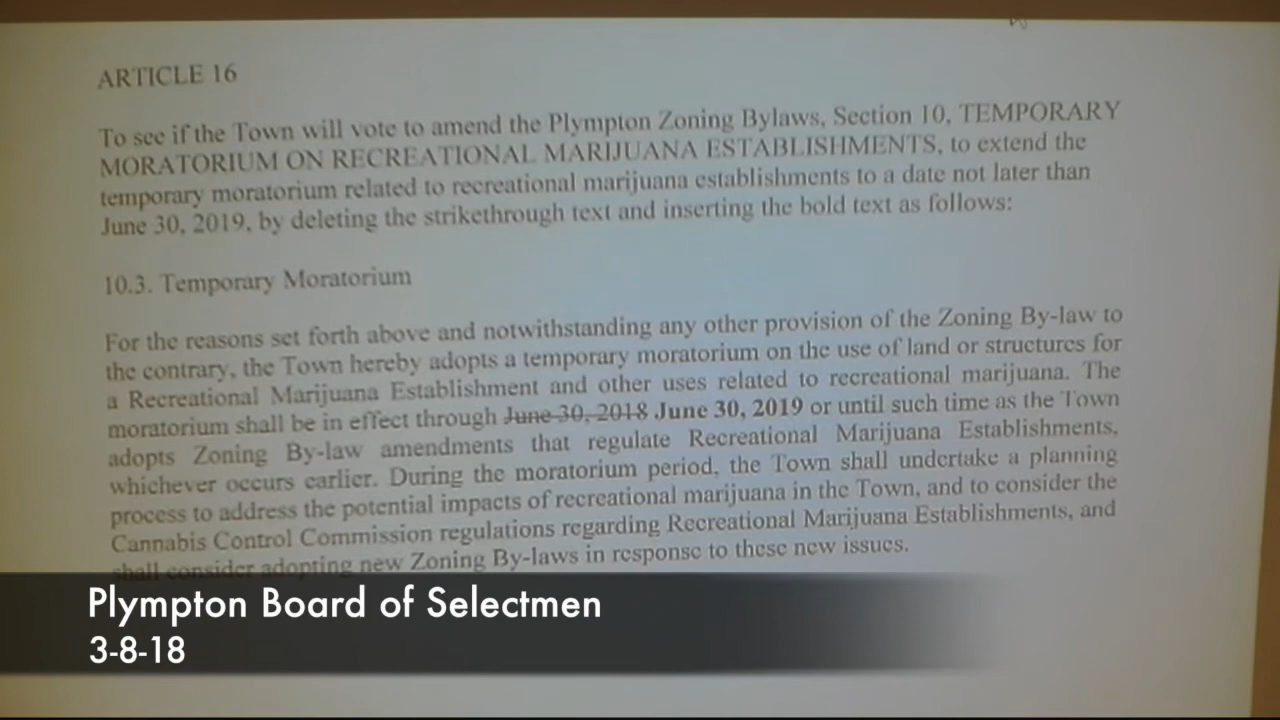 ARTICLE 16
To see if the Town will vote to amend the Plympton Zoning Bylaws, Section 10, TEMPORARY
MORATORIUM ON RECREATIONAL MARIJUANA ESTABLISHMENTS, to extend the
temporary moratorium related to recreational marijuana establishments to a date not later than
June 30, 2019, by deleting the strikethrough text and inserting the bold text as follows:
10.3. Temporary Moratorium
For the reasons set forth above and notwithstanding any other provision of the Zoning By-law to
the contrary, the Town hereby adopts a temporary moratorium on the use of land or structures for
a Recreational Marijuana Establishment and other uses related to recreational marijuana. The
moratorium shall be in effect through June 30, 2018 June 30, 2019 or until such time as the Town
adopts Zoning By-law amendments that regulate Recreational Marijuana Establishments,
whichever occurs earlier. During the moratorium period, the Town shall undertake a planning
process to address the potential impacts of recreational marijuana in the Town, and to consider the
Cannabis Control Commission regulations regarding Recreational Marijuana Establishments, and
shall consider adopting new Zoning By-laws in response to these new issues.
Plympton Board of Selectmen
3-8-18